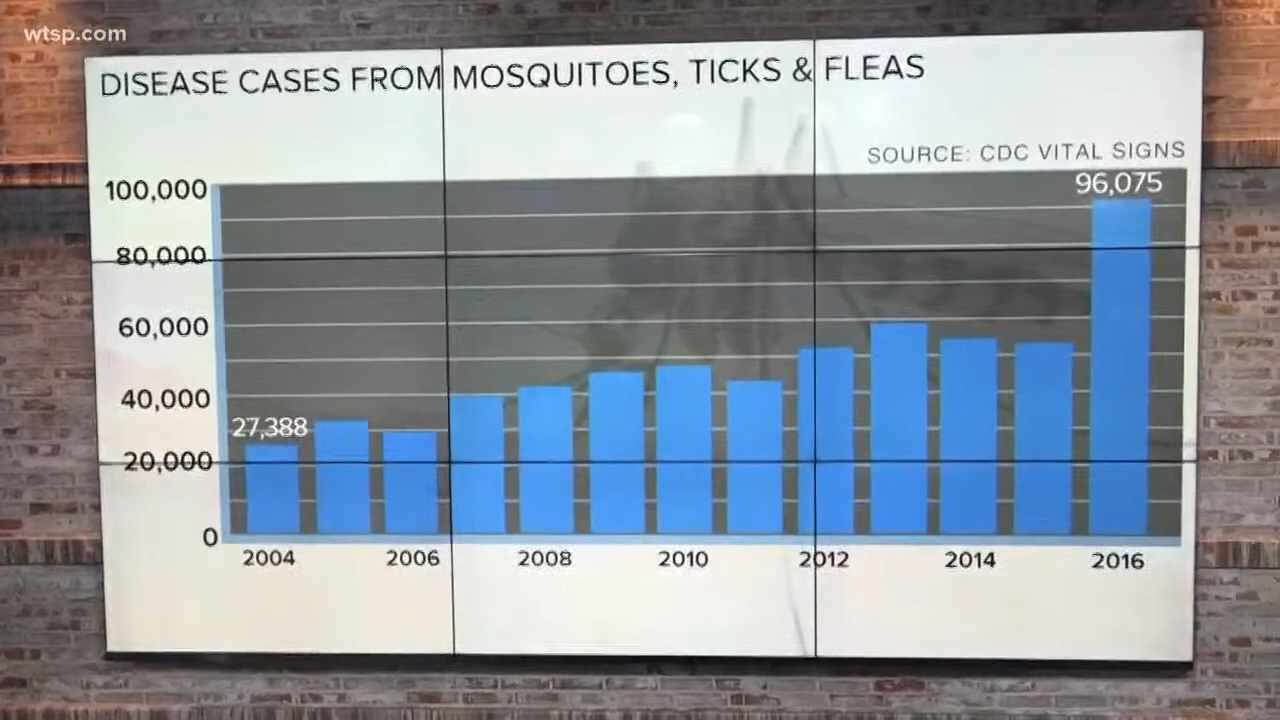 wtsp.com
DISEASE CASES FROM MOSQUITOES, TICKS & FLEAS
SOURCE: CDC VITAL SIGNS
100,000
96,075
80,000
60,000
40,000
27,388
20,000
0
2004 2006 2008 2010 2012 2014 2016